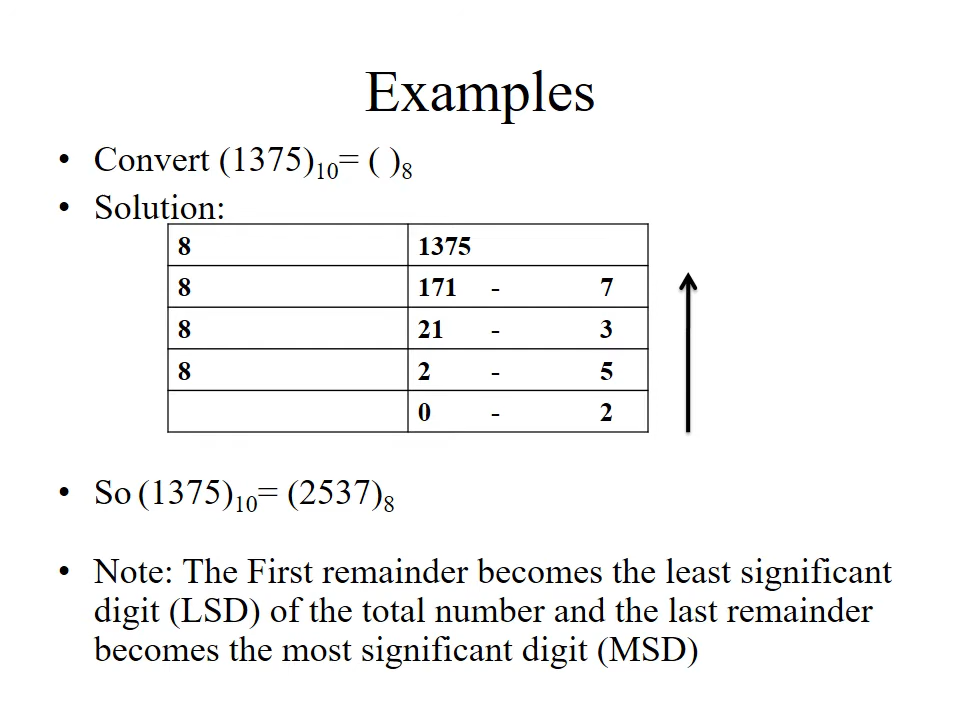 Examples
• Convert (1375)₁₀= ( )₈
• Solution:
8 1375
8 171 - 7
8 21 - 3
8 2 - 5
0 - 2
• So (1375)₁₀= (2537)₈
• Note: The First remainder becomes the least significant
digit (LSD) of the total number and the last remainder
becomes the most significant digit (MSD)